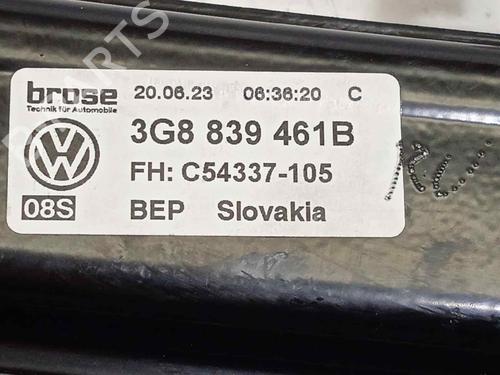 brose 20.06.23 06:36:20 C
Technik für Automobile
3G8 839 461B
FH: C54337-105
08S BEP Slovakia
PARTS